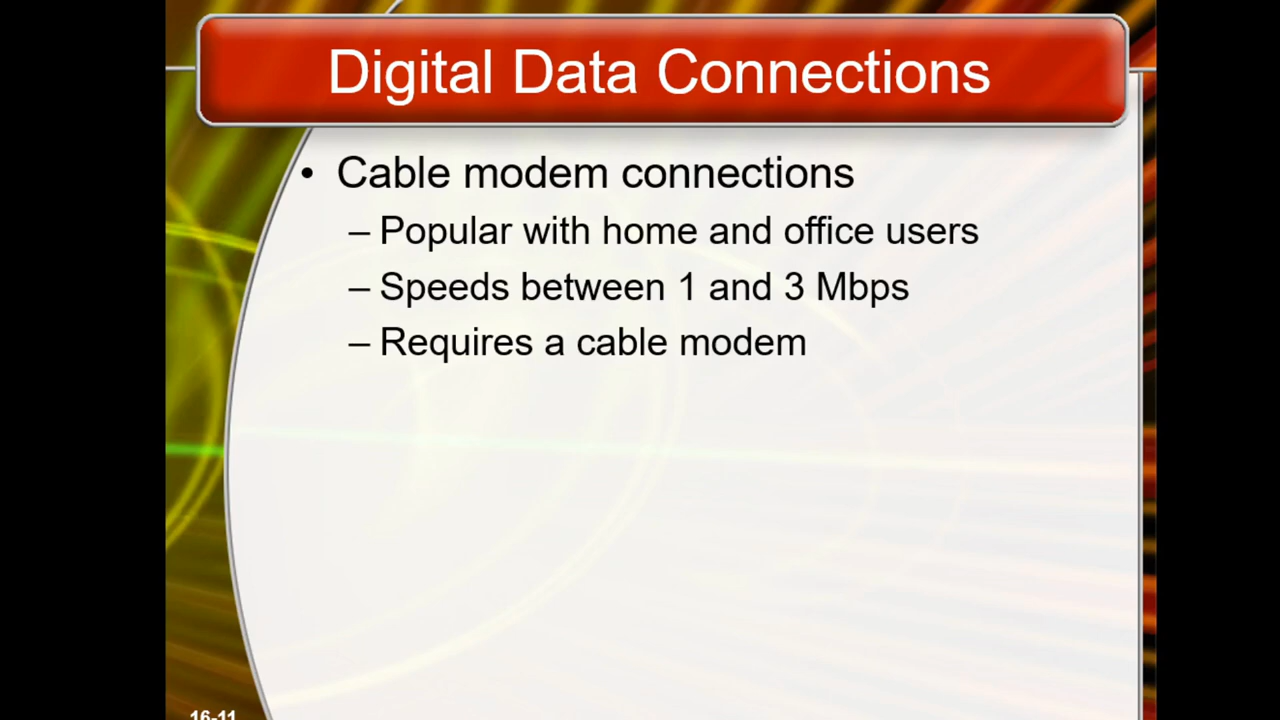 Digital Data Connections
• Cable modem connections
– Popular with home and office users
– Speeds between 1 and 3 Mbps
– Requires a cable modem
16-11